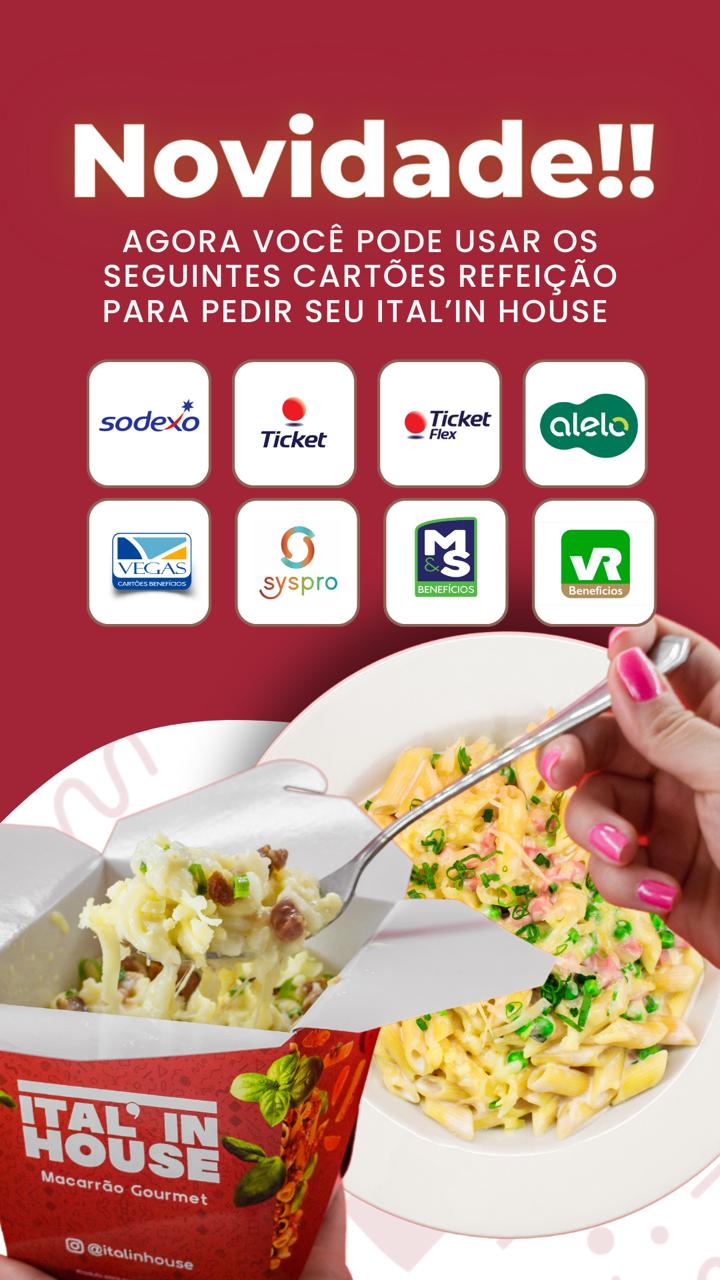 Novidade!!
AGORA VOCÊ PODE USAR OS
SEGUINTES CARTÕES REFEIÇÃO
PARA PEDIR SEU ITAL’IN HOUSE
sodexo
Ticket
Ticket
Flex
alelo
VEGAS
CARTÕES BENEFÍCIOS
syspro
M
&S
BENEFÍCIOS
VR
Benefícios
ITAL' IN
HOUSE
Macarrão Gourmet
@italinhouse